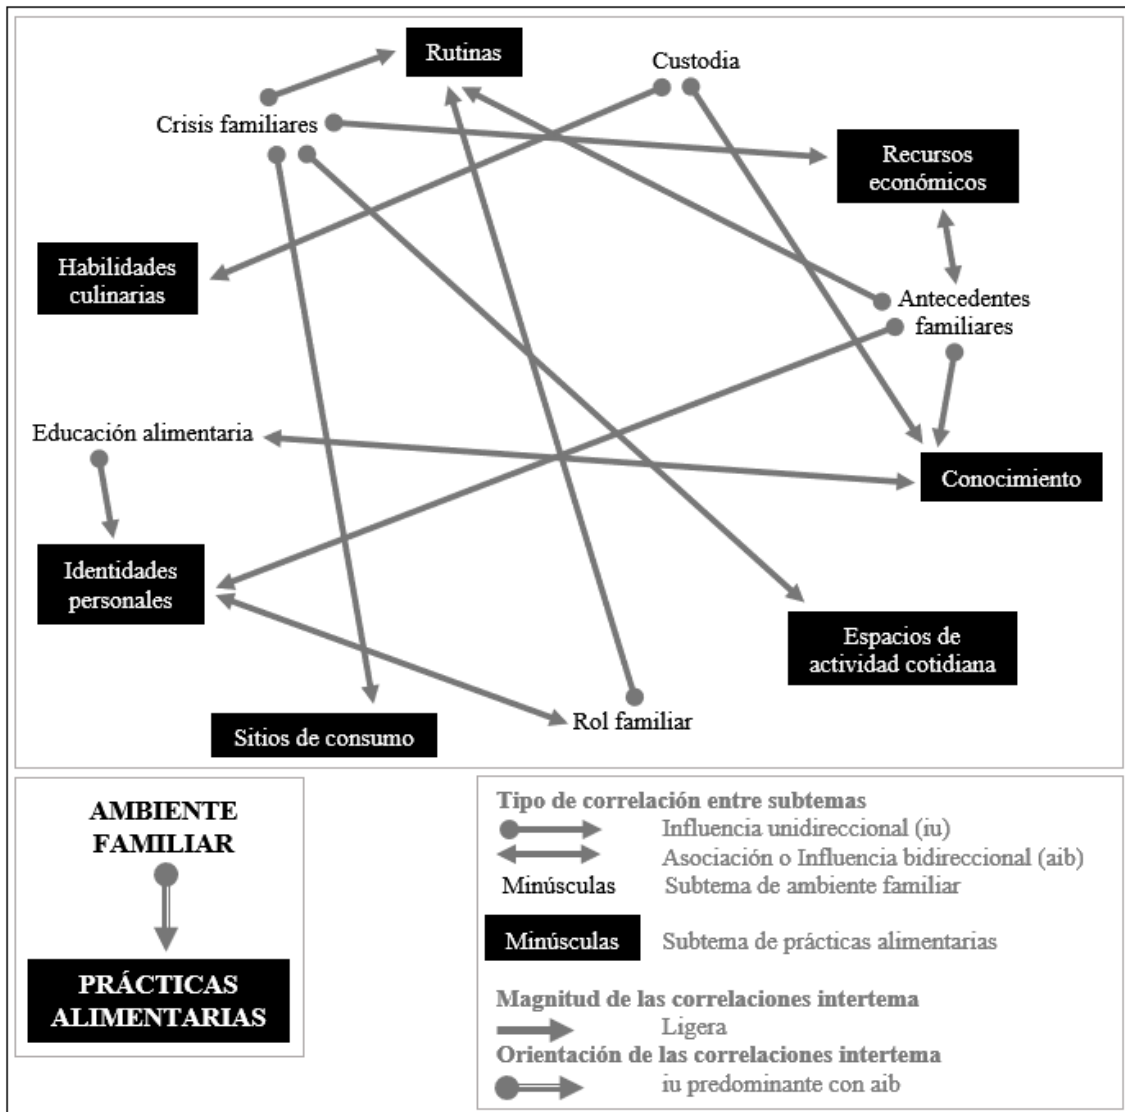 Rutinas
Custodia
Crisis familiares
Recursos
económicos
Habilidades
culinarias
Antecedentes
familiares
Educación alimentaria
Conocimiento
Identidades
personales
Espacios de
actividad cotidiana
Rol familiar
Sitios de consumo
AMBIENTE
FAMILIAR
PRÁCTICAS
ALIMENTARIAS
Tipo de correlación entre subtemas
Influencia unidireccional (iu)
Asociación o Influencia bidireccional (aib)
Minúsculas Subtema de ambiente familiar
Minúsculas Subtema de prácticas alimentarias
Magnitud de las correlaciones intertema
Ligera
Orientación de las correlaciones intertema
iu predominante con aib